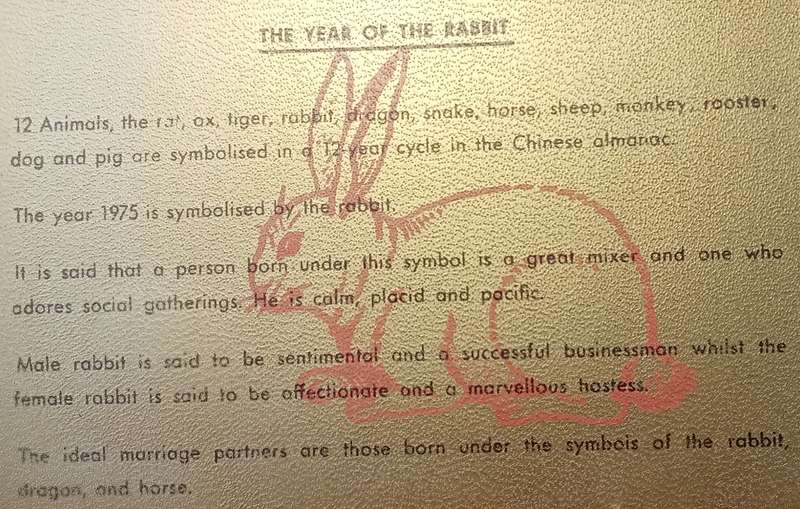 THE YEAR OF THE RABBIT
12 Animals, the rat, ox, tiger, rabbit, dragon, snake, horse, sheep, monkey, rooster,
dog and pig are symbolised in a 12-year cycle in the Chinese almanac.
The year 1975 is symbolised by the rabbit.
It is said that a person born under this symbol is a great mixer and one who
adores social gatherings. He is calm, placid and pacific.
Male rabbit is said to be sentimental and a successful businessman whilst the
female rabbit is said to be affectionate and a marvellous hostess.
The ideal marriage partners are those born under the symbols of the rabbit,
dragon, and horse.